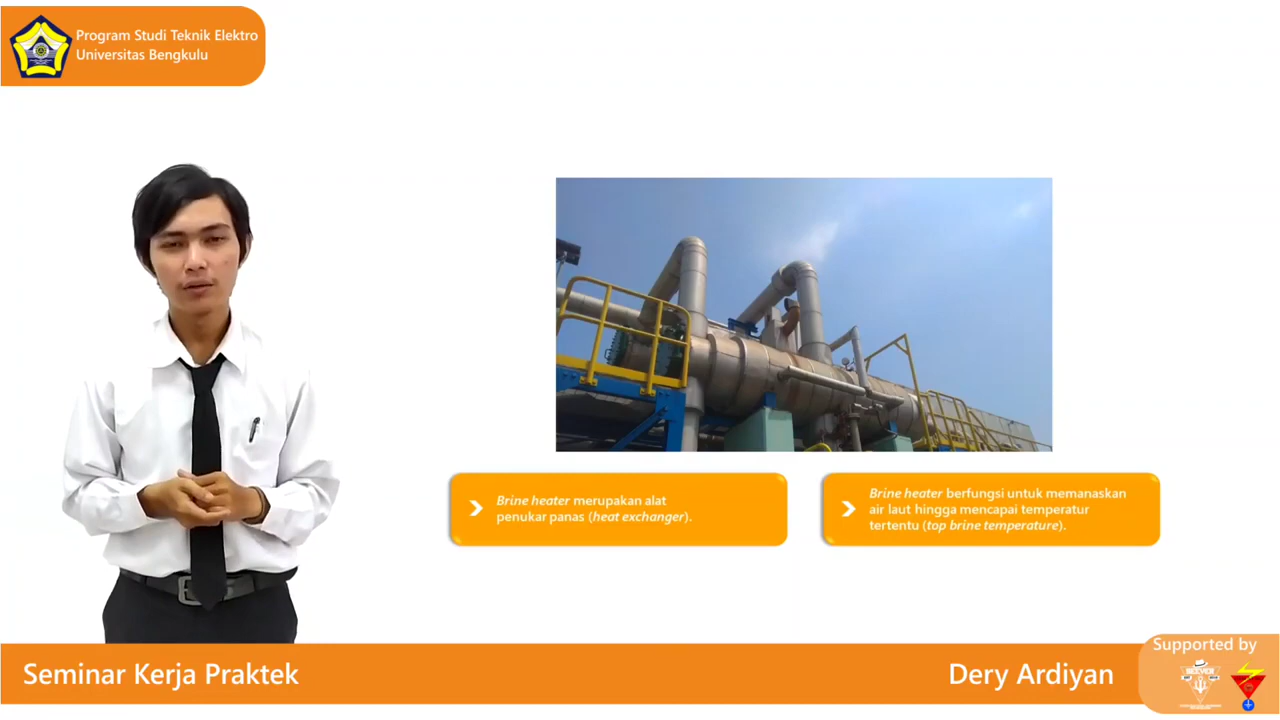 Program Studi Teknik Elektro
Universitas Bengkulu
Brine heater merupakan alat
penukar panas (heat exchanger).
Brine heater berfungsi untuk memanaskan
air laut hingga mencapai temperatur
tertentu (top brine temperature).
Seminar Kerja Praktek
Dery Ardiyan
Supported by